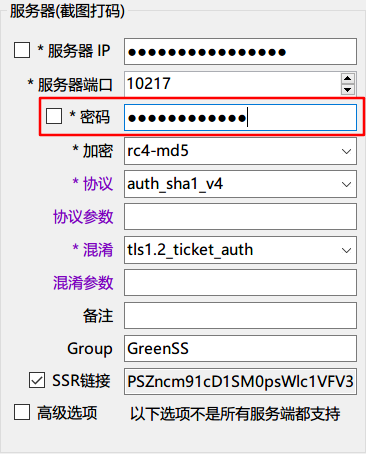 服务器(截图打码)
* 服务器 IP ●●●●●●●●●●●●●●●●
* 服务器端口 10217
* 密码 ●●●●●●●●●●●●
* 加密 rc4-md5
* 协议 auth_sha1_v4
协议参数
* 混淆 tls1.2_ticket_auth
混淆参数
备注
Group GreenSS
SSR链接 PSZncm91cD1SM0psWlc1VFV3
高级选项 以下选项不是所有服务端都支持